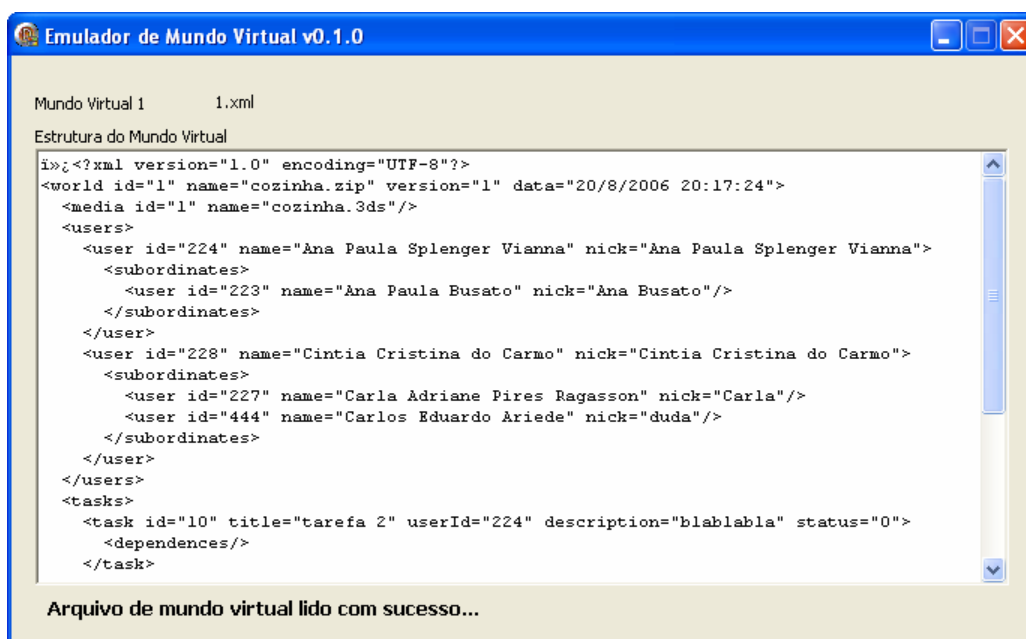 Emulador de Mundo Virtual v0.1.0
Mundo Virtual 1 1.xml
Estrutura do Mundo Virtual
ï»¿<?xml version="1.0" encoding="UTF-8"?>
<world id="1" name="cozinha.zip" version="1" data="20/8/2006 20:17:24">
  <media id="1" name="cozinha.3ds"/>
  <users>
    <user id="224" name="Ana Paula Splenger Vianna" nick="Ana Paula Splenger Vianna">
      <subordinates>
        <user id="223" name="Ana Paula Busato" nick="Ana Busato"/>
      </subordinates>
    </user>
    <user id="228" name="Cintia Cristina do Carmo" nick="Cintia Cristina do Carmo">
      <subordinates>
        <user id="227" name="Carla Adriane Pires Ragasson" nick="Carla"/>
        <user id="444" name="Carlos Eduardo Ariede" nick="duda"/>
      </subordinates>
    </user>
  </users>
  <tasks>
    <task id="10" title="tarefa 2" userId="224" description="blablabla" status="0">
      <dependences/>
    </task>
Arquivo de mundo virtual lido com sucesso...